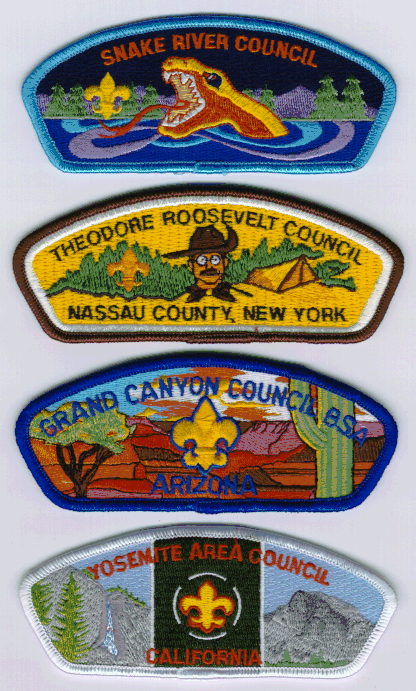 SNAKE RIVER COUNCIL
THEODORE ROOSEVELT COUNCIL
NASSAU COUNTY, NEW YORK
GRAND CANYON COUNCIL BSA
ARIZONA
YOSEMITE AREA COUNCIL
CALIFORNIA